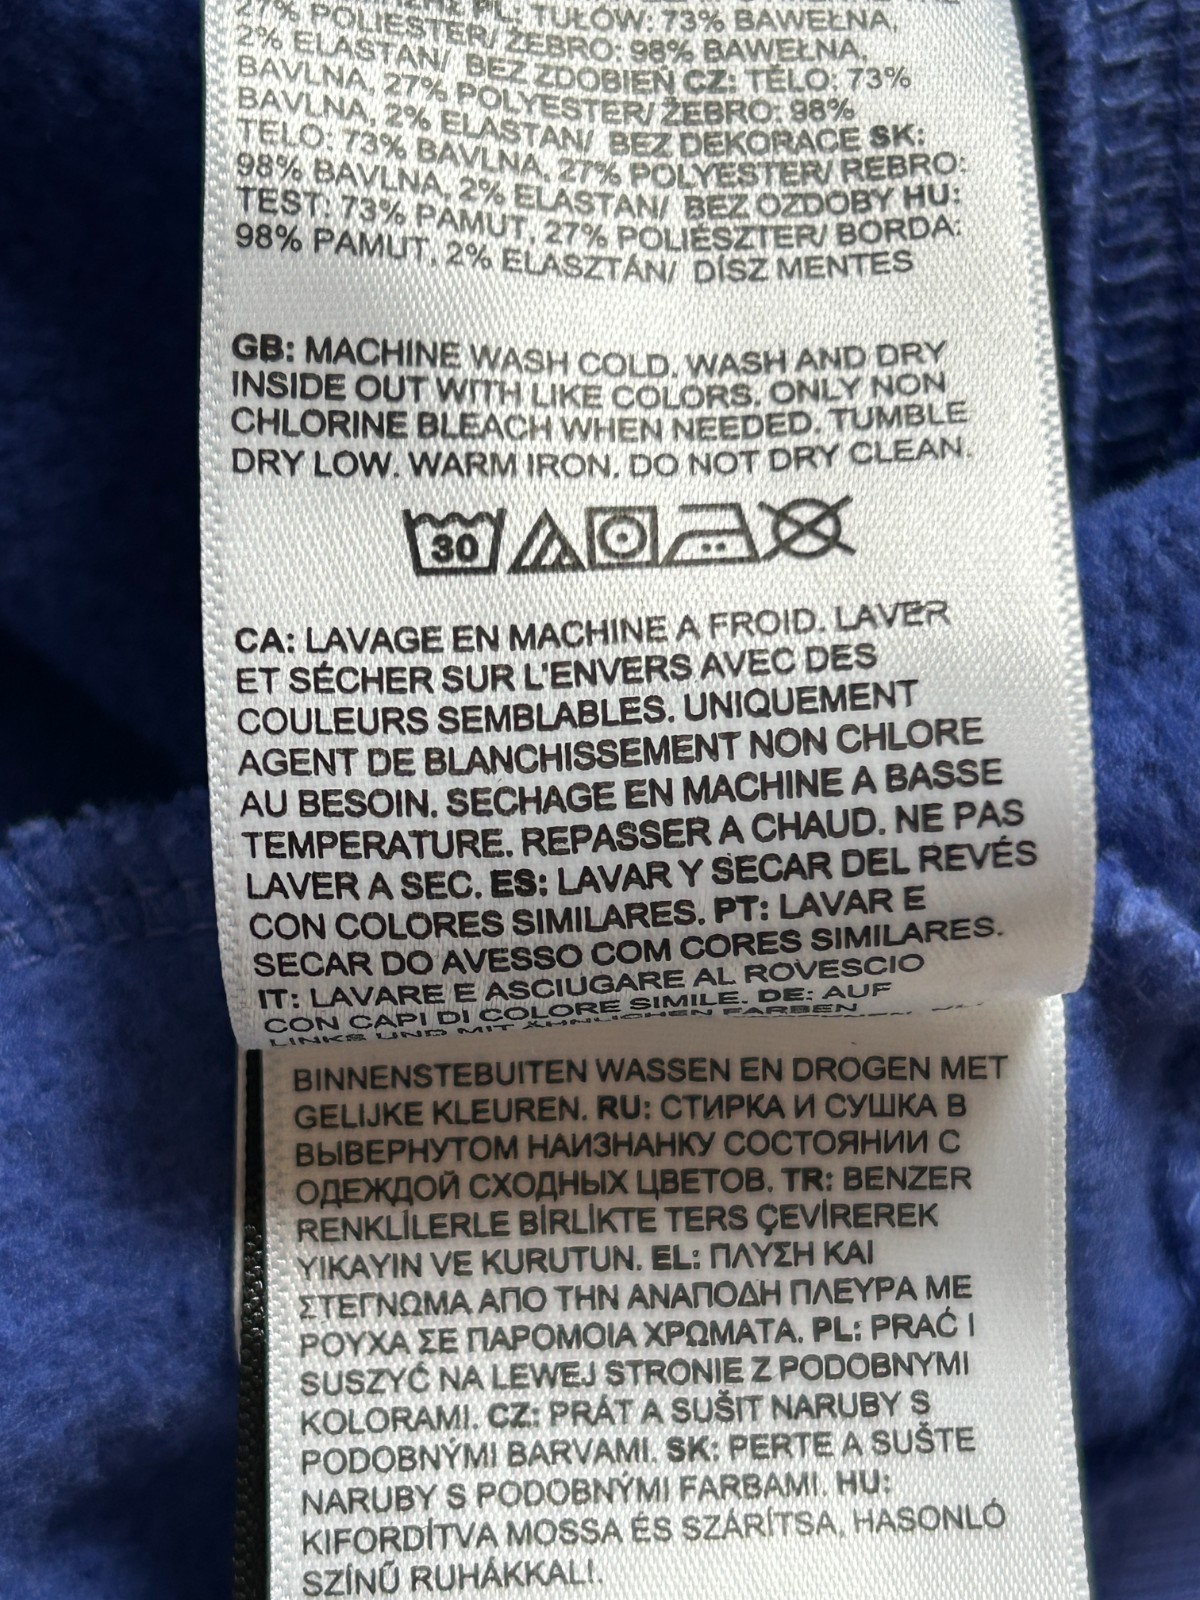 PL: TUŁÓW: 73% BAWEŁNA,
27% POLIESTER/ ŻEBRO: 98% BAWEŁNA,
2% ELASTAN/ BEZ ZDOBIEŃ CZ: TĚLO: 73%
BAVLNA, 27% POLYESTER/ ŽEBRO: 98%
BAVLNA, 2% ELASTAN/ BEZ DEKORACE SK:
TELO: 73% BAVLNA, 27% POLYESTER/ REBRO:
98% BAVLNA, 2% ELASTAN/ BEZ OZDOBY HU:
TEST: 73% PAMUT, 27% POLIÉSZTER/ BORDA:
98% PAMUT, 2% ELASZTÁN/ DÍSZ MENTES
GB: MACHINE WASH COLD. WASH AND DRY
INSIDE OUT WITH LIKE COLORS. ONLY NON
CHLORINE BLEACH WHEN NEEDED. TUMBLE
DRY LOW. WARM IRON. DO NOT DRY CLEAN.
30
CA: LAVAGE EN MACHINE A FROID. LAVER
ET SÉCHER SUR L'ENVERS AVEC DES
COULEURS SEMBLABLES. UNIQUEMENT
AGENT DE BLANCHISSEMENT NON CHLORE
AU BESOIN. SECHAGE EN MACHINE A BASSE
TEMPERATURE. REPASSER A CHAUD. NE PAS
LAVER A SEC. ES: LAVAR Y SECAR DEL REVÉS
CON COLORES SIMILARES. PT: LAVAR E
SECAR DO AVESSO COM CORES SIMILARES.
IT: LAVARE E ASCIUGARE AL ROVESCIO
CON CAPI DI COLORE SIMILE. DE: AUF
LINKS UND MIT ÄHNLICHEN FARBEN
BINNENSTEBUITEN WASSEN EN DROGEN MET
GELIJKE KLEUREN. RU: СТИРКА И СУШКА В
ВЫВЕРНУТОМ НАИЗНАНКУ СОСТОЯНИИ С
ОДЕЖДОЙ СХОДНЫХ ЦВЕТОВ. TR: BENZER
RENKLİLERLE BİRLİKTE TERS ÇEVİREREK
YIKAYIN VE KURUTUN. EL: ΠΛΥΣΗ ΚΑΙ
ΣΤΕΓΝΩΜΑ ΑΠΟ ΤΗΝ ΑΝΑΠΟΔΗ ΠΛΕΥΡΑ ΜΕ
ΡΟΥΧΑ ΣΕ ΠΑΡΟΜΟΙΑ ΧΡΩΜΑΤΑ. PL: PRAĆ I
SUSZYĆ NA LEWEJ STRONIE Z PODOBNYMI
KOLORAMI. CZ: PRÁT A SUŠIT NARUBY S
PODOBNÝMI BARVAMI. SK: PERTE A SUŠTE
NARUBY S PODOBNÝMI FARBAMI. HU:
KIFORDÍTVA MOSSA ÉS SZÁRÍTSA, HASONLÓ
SZÍNŰ RUHÁKKAL!.